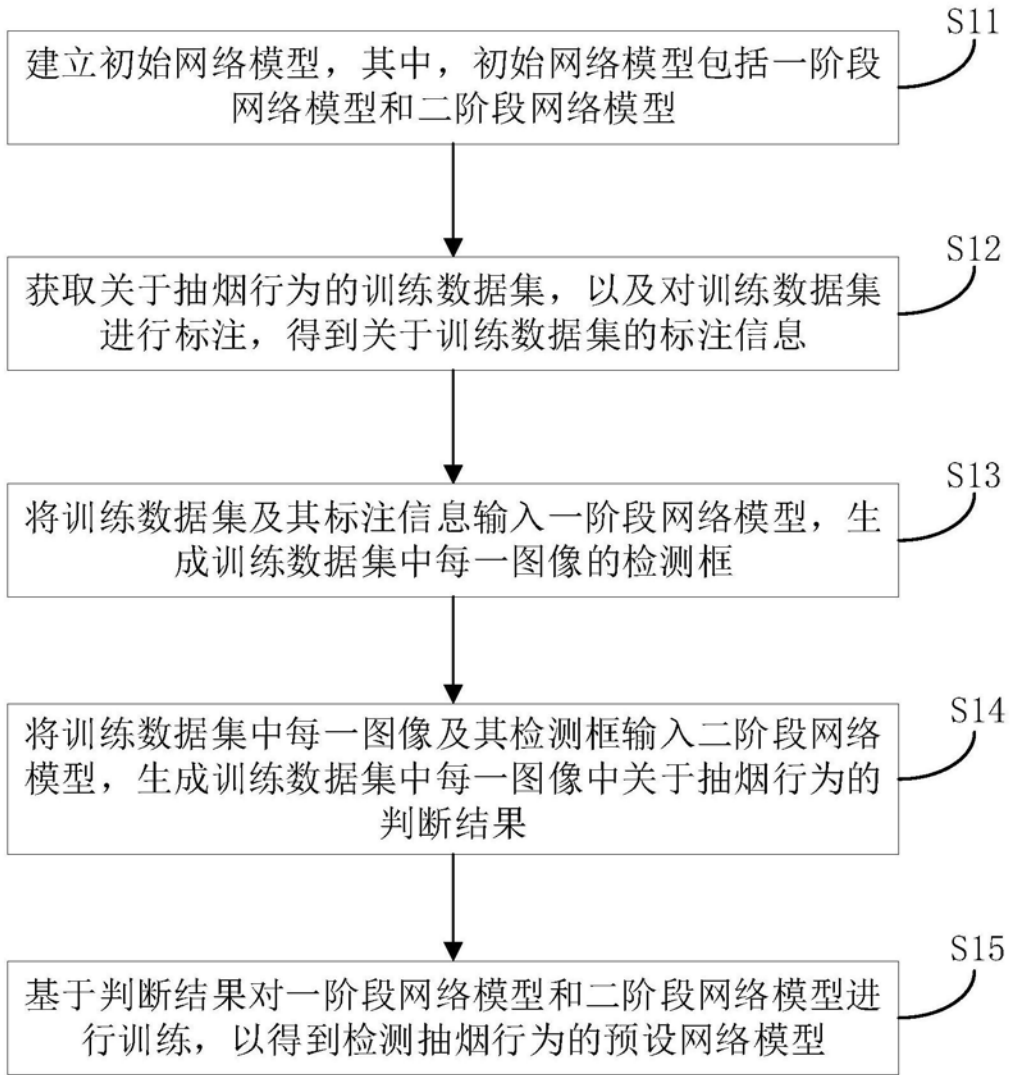 S11
建立初始网络模型，其中，初始网络模型包括一阶段
网络模型和二阶段网络模型
S12
获取关于抽烟行为的训练数据集，以及对训练数据集
进行标注，得到关于训练数据集的标注信息
S13
将训练数据集及其标注信息输入一阶段网络模型，生
成训练数据集中每一图像的检测框
S14
将训练数据集中每一图像及其检测框输入二阶段网络
模型，生成训练数据集中每一图像中关于抽烟行为的
判断结果
S15
基于判断结果对一阶段网络模型和二阶段网络模型进
行训练，以得到检测抽烟行为的预设网络模型